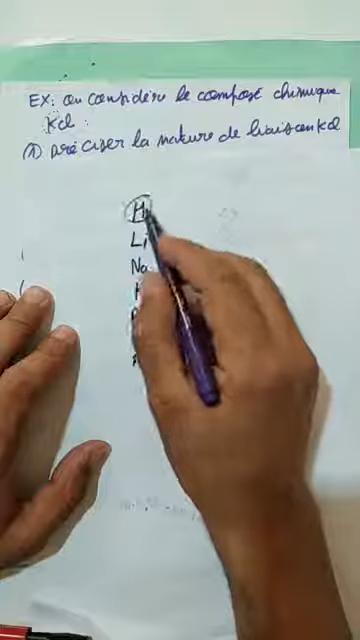 EX: on considère le composé chimique
Kcl :
① préciser la nature de liaison Kcl
H
Li
Na